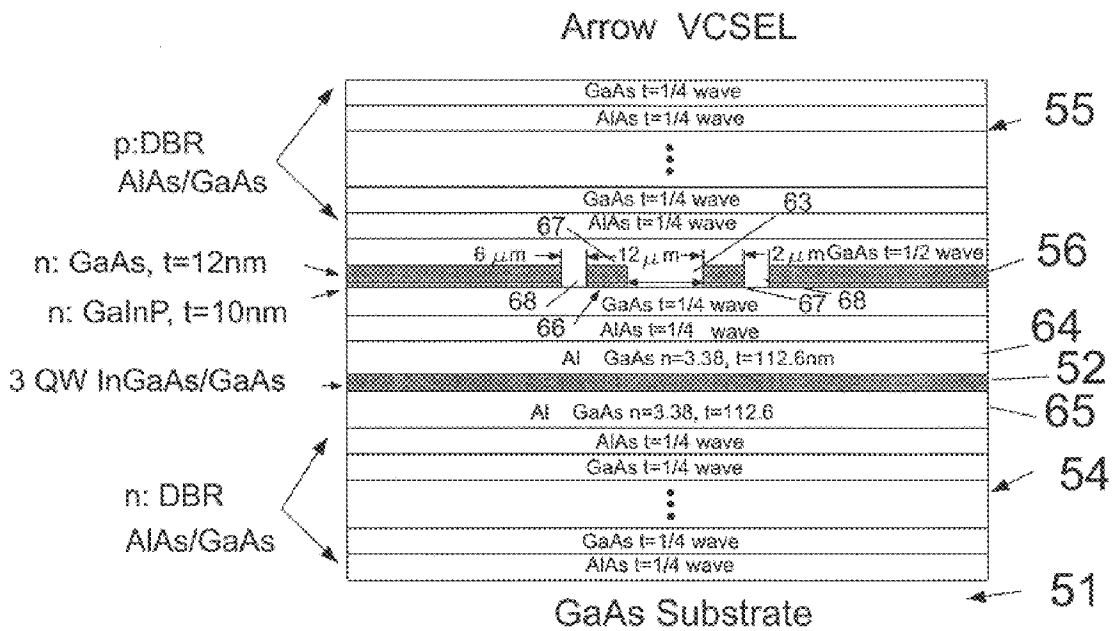 Arrow VCSEL
GaAs t=1/4 wave
AlAs t=1/4 wave
55
p:DBR
AlAs/GaAs
GaAs t=1/4 wave
63
67
AlAs t=1/4 wave
6 μm
12 μm
2 μm
GaAs t=1/2 wave
n: GaAs, t=12nm
56
n: GaInP, t=10nm
68
66
GaAs t=1/4 wave
67
68
AlAs t=1/4 wave
64
Al GaAs n=3.38, t=112.6nm
3 QW InGaAs/GaAs
52
Al GaAs n=3.38, t=112.6
65
AlAs t=1/4 wave
GaAs t=1/4 wave
54
n: DBR
AlAs/GaAs
GaAs t=1/4 wave
AlAs t=1/4 wave
51
GaAs Substrate